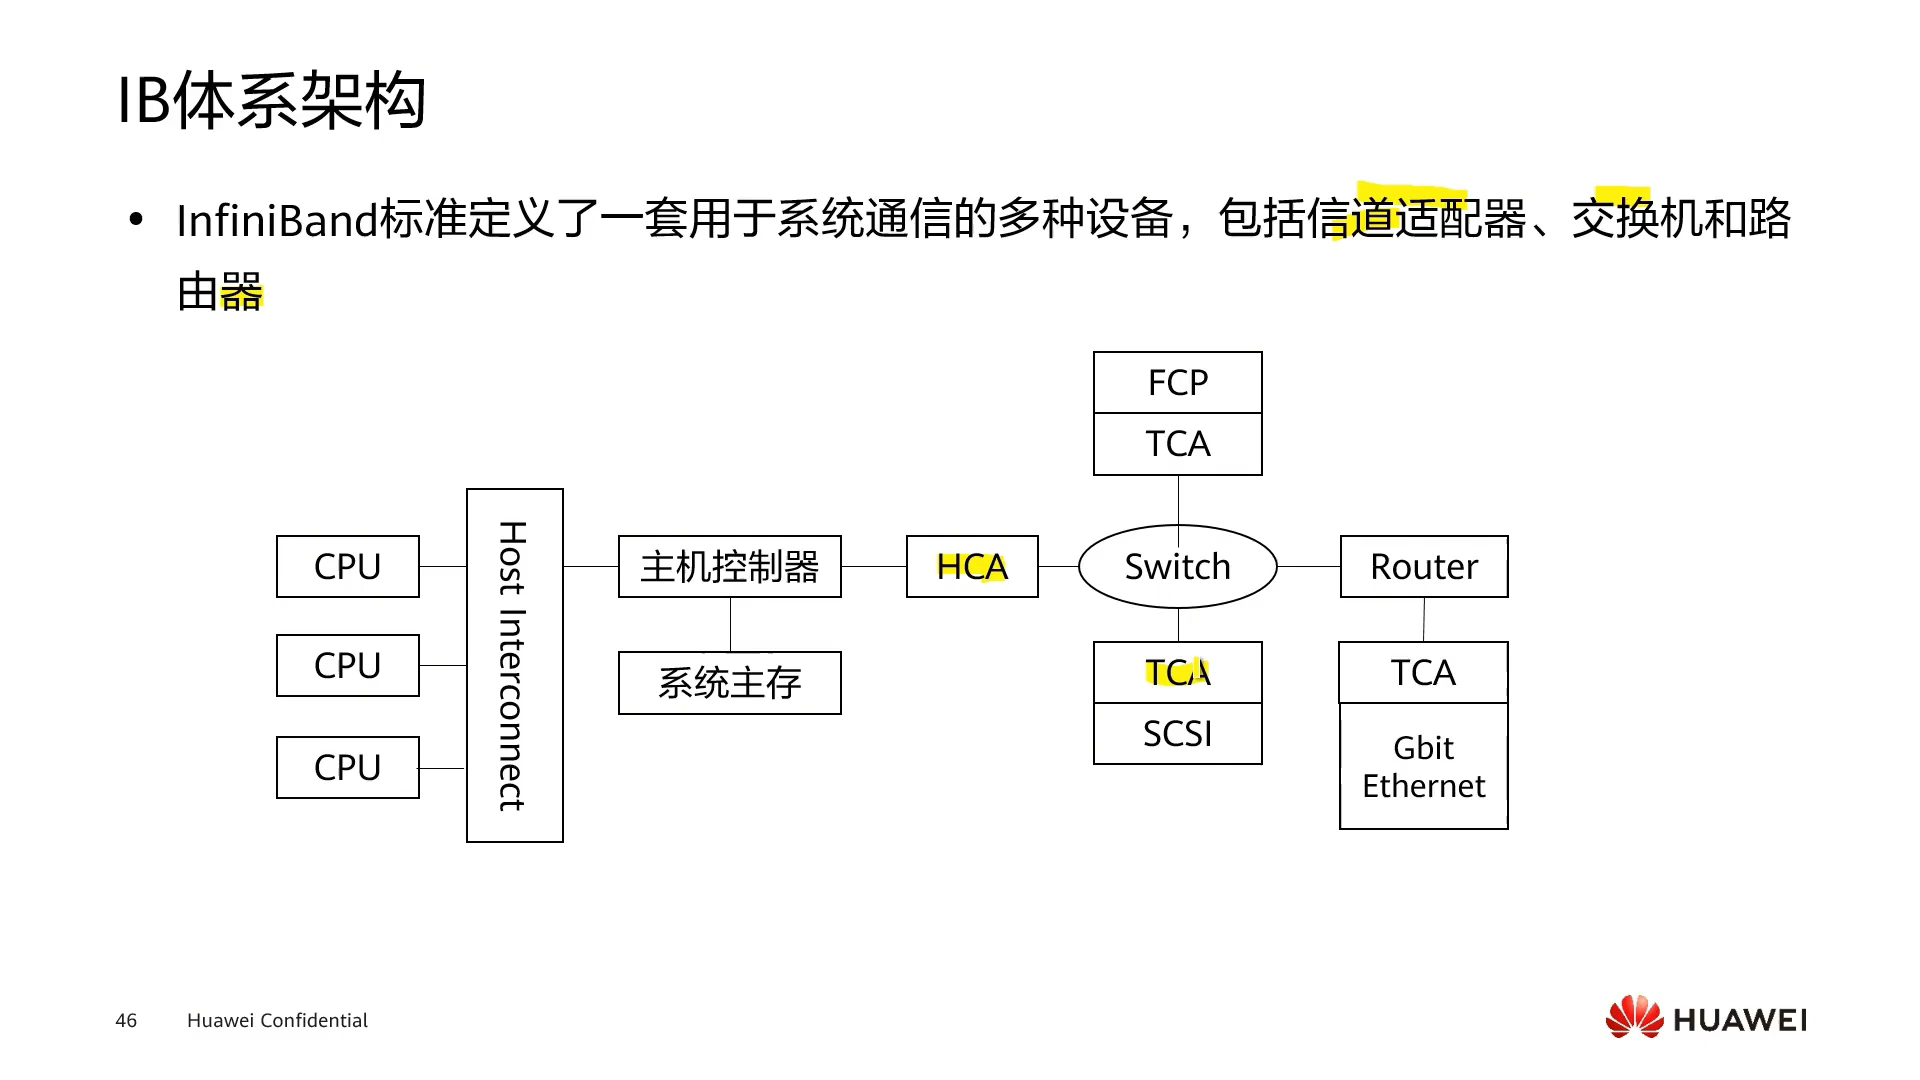 IB体系架构
• InfiniBand标准定义了一套用于系统通信的多种设备，包括信道适配器、交换机和路
由器
FCP
TCA
CPU
CPU
CPU
Host Interconnect
主机控制器
系统主存
HCA
Switch
Router
TCA
SCSI
TCA
Gbit
Ethernet
46
Huawei Confidential
HUAWEI